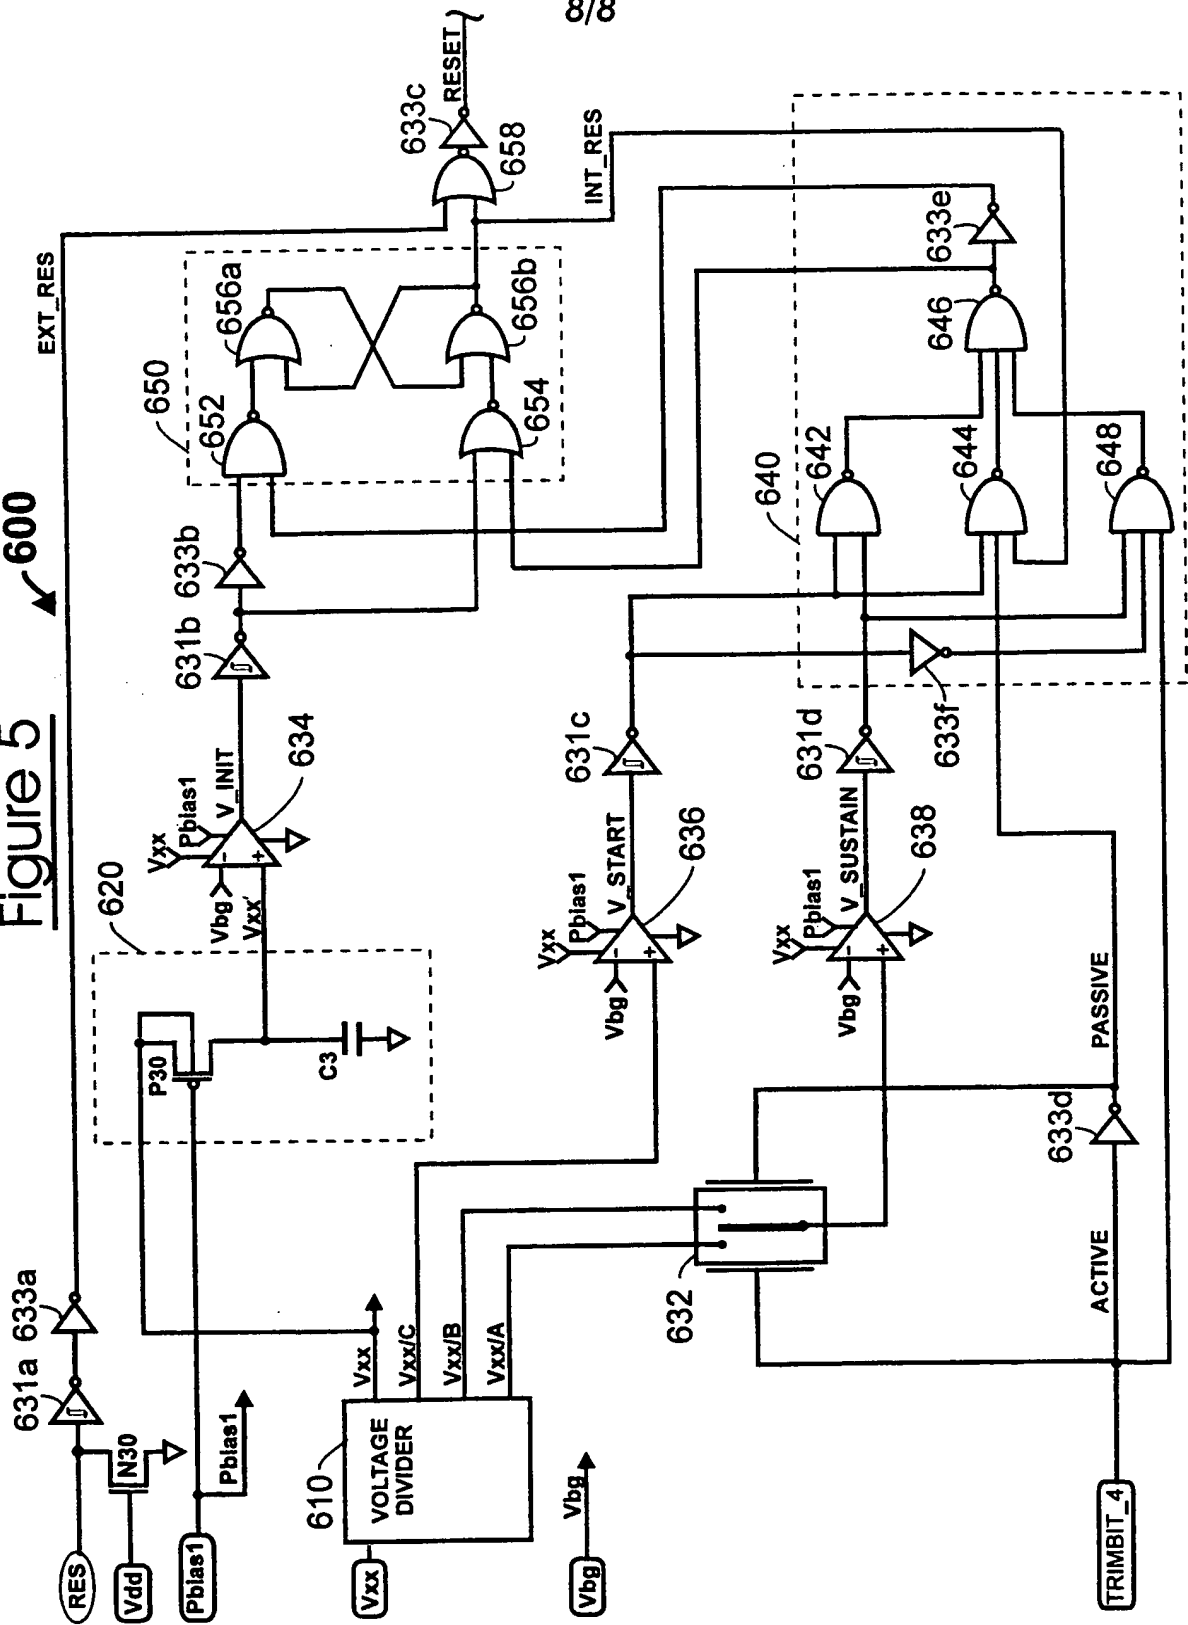 8/8
Figure 5
600
RES
Vdd
N30
631a
633a
EXT_RES
Pbias1
Pbias1
620
P30
C3
Vxx
Pbias1
Vbg
Vxx'
V_INIT
634
631b
633b
650
652
656a
654
656b
658
633c
RESET
INT_RES
Vxx
610
VOLTAGE
DIVIDER
Vxx
Vxx/C
Vxx/B
Vxx/A
Vbg
Vbg
Vxx
Pbias1
Vbg
V_START
636
631c
632
Vxx
Pbias1
Vbg
V_SUSTAIN
638
631d
633f
640
642
644
648
646
633e
TRIMBIT_4
ACTIVE
633d
PASSIVE